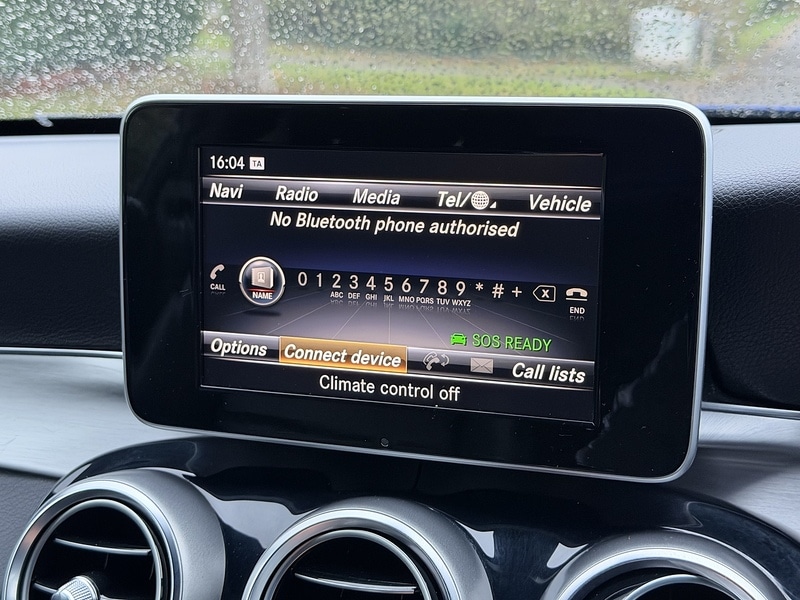 16:04 TA
Navi Radio Media Tel/ Vehicle
No Bluetooth phone authorised
0 1 2 3 4 5 6 7 8 9 * # + X
CALL NAME ABC DEF GHI JKL MNO PQRS TUV WXYZ END
SOS READY
Options Connect device Call lists
Climate control off